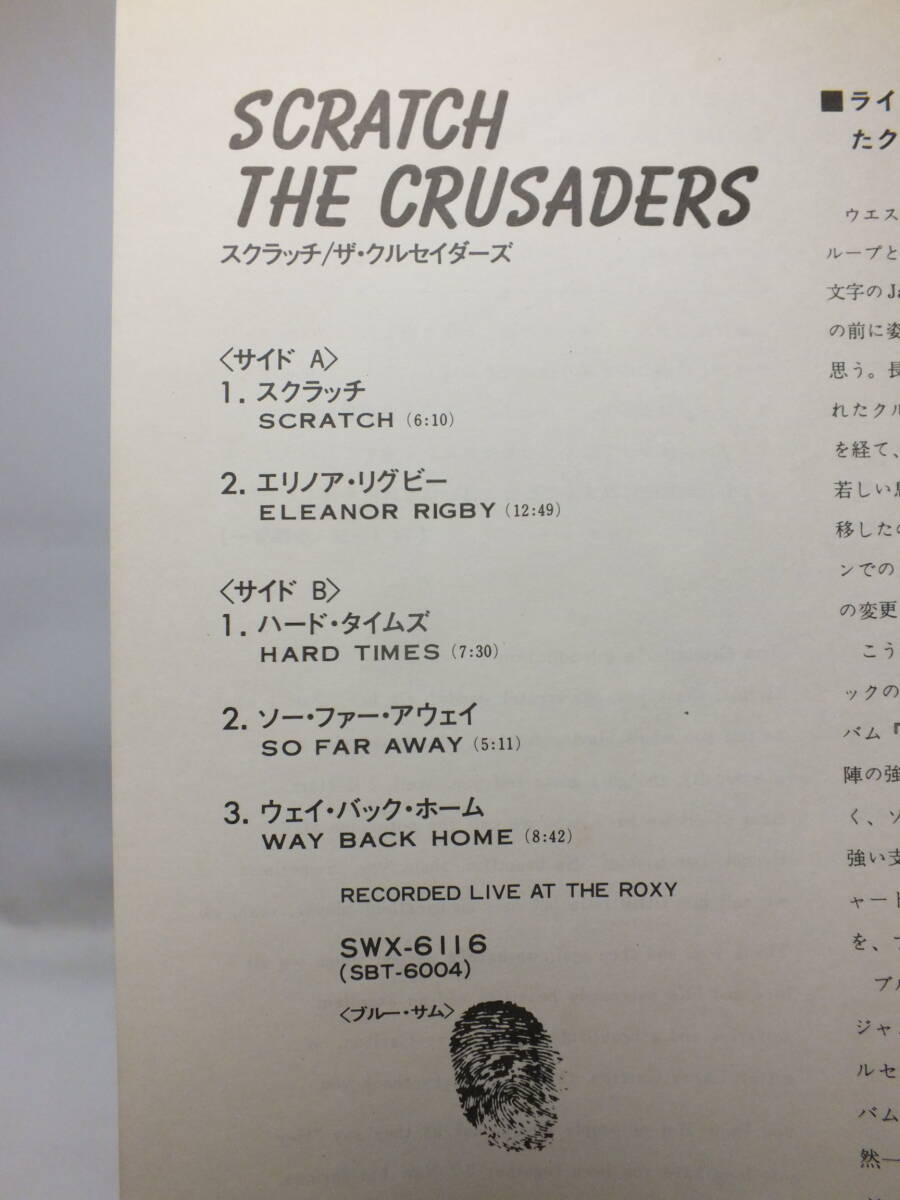 SCRATCH
THE CRUSADERS
スクラッチ/ザ・クルセイダーズ
〈サイド A〉
1. スクラッチ
SCRATCH (6:10)
2. エリノア・リグビー
ELEANOR RIGBY (12:49)
〈サイド B〉
1. ハード・タイムズ
HARD TIMES (7:30)
2. ソー・ファー・アウェイ
SO FAR AWAY (5:11)
3. ウェイ・バック・ホーム
WAY BACK HOME (8:42)
RECORDED LIVE AT THE ROXY
SWX-6116
(SBT-6004)
〈ブルー・サム〉
■ライ
たク
ウエス
ループと
文字のJa
の前に姿
思う。長
れたクル
を経て、
若しい
移したの
ンでの
の変更
こう
ックの
バム『
陣の強
く、ソ
強い支
ャード
を、
ブル
ジャ
ルセ
バム
然一